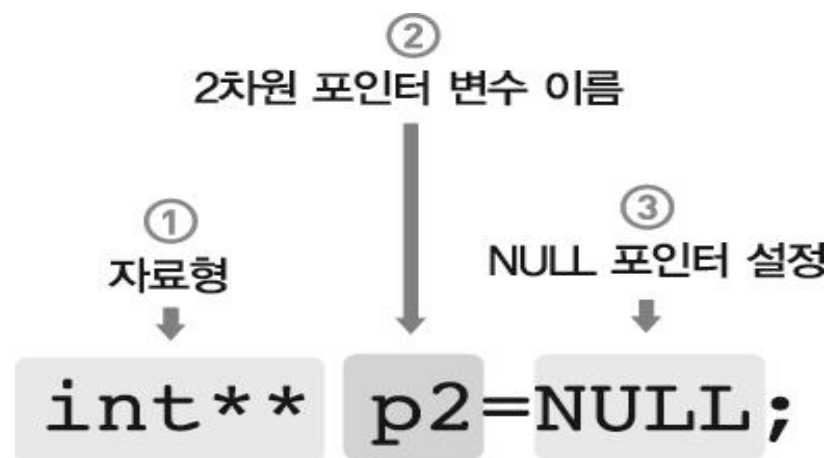 ②
2차원 포인터 변수 이름
①
자료형
③
NULL 포인터 설정
int** p2=NULL;